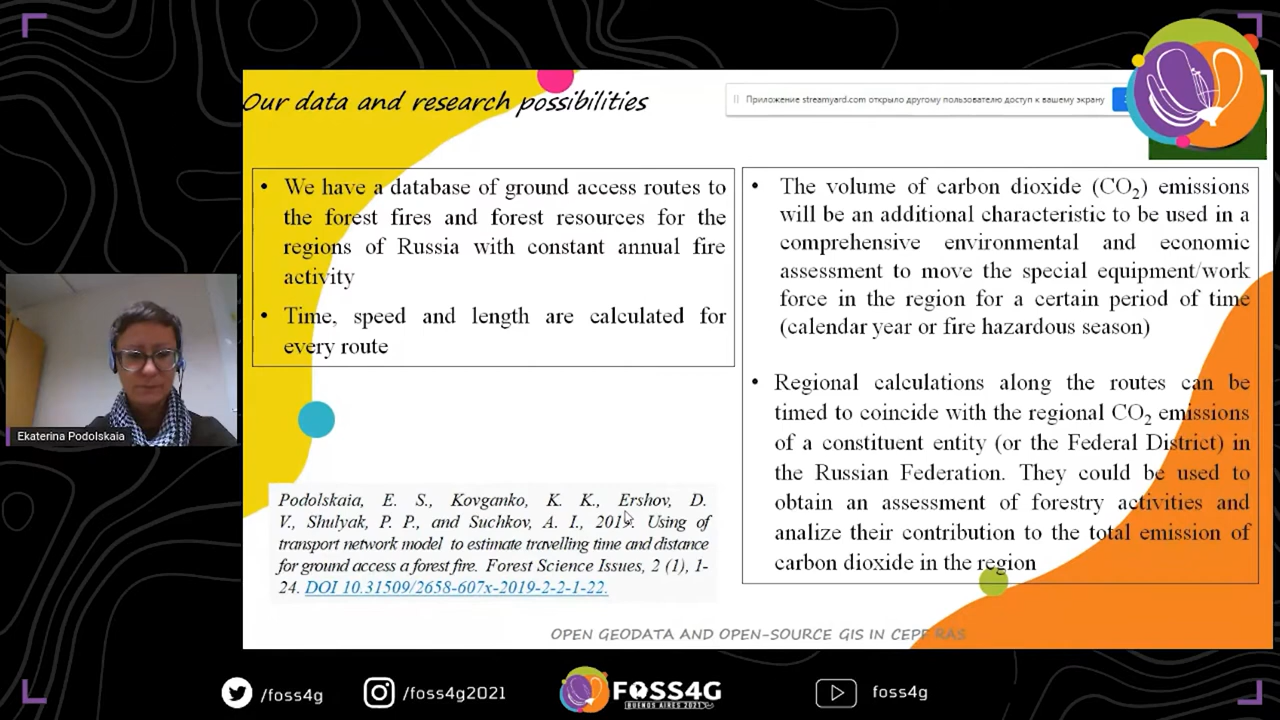 Our data and research possibilities
Приложение streamyard.com открыло другому пользователю доступ к вашему экрану
• We have a database of ground access routes to
the forest fires and forest resources for the
regions of Russia with constant annual fire
activity
• Time, speed and length are calculated for
every route
Podolskaia, E. S., Kovganko, K. K., Ershov, D.
V., Shulyak, P. P., and Suchkov, A. I., 2019. Using of
transport network model to estimate travelling time and distance
for ground access a forest fire. Forest Science Issues, 2 (1), 1-
24. DOI 10.31509/2658-607x-2019-2-2-1-22.
• The volume of carbon dioxide (CO₂) emissions
will be an additional characteristic to be used in a
comprehensive environmental and economic
assessment to move the special equipment/work
force in the region for a certain period of time
(calendar year or fire hazardous season)
• Regional calculations along the routes can be
timed to coincide with the regional CO₂ emissions
of a constituent entity (or the Federal District) in
the Russian Federation. They could be used to
obtain an assessment of forestry activities and
analize their contribution to the total emission of
carbon dioxide in the region
OPEN GEODATA AND OPEN-SOURCE GIS IN CEPF RAS
Ekaterina Podolskaia
/foss4g
/foss4g2021
FOSS4G
BUENOS AIRES 2021
foss4g